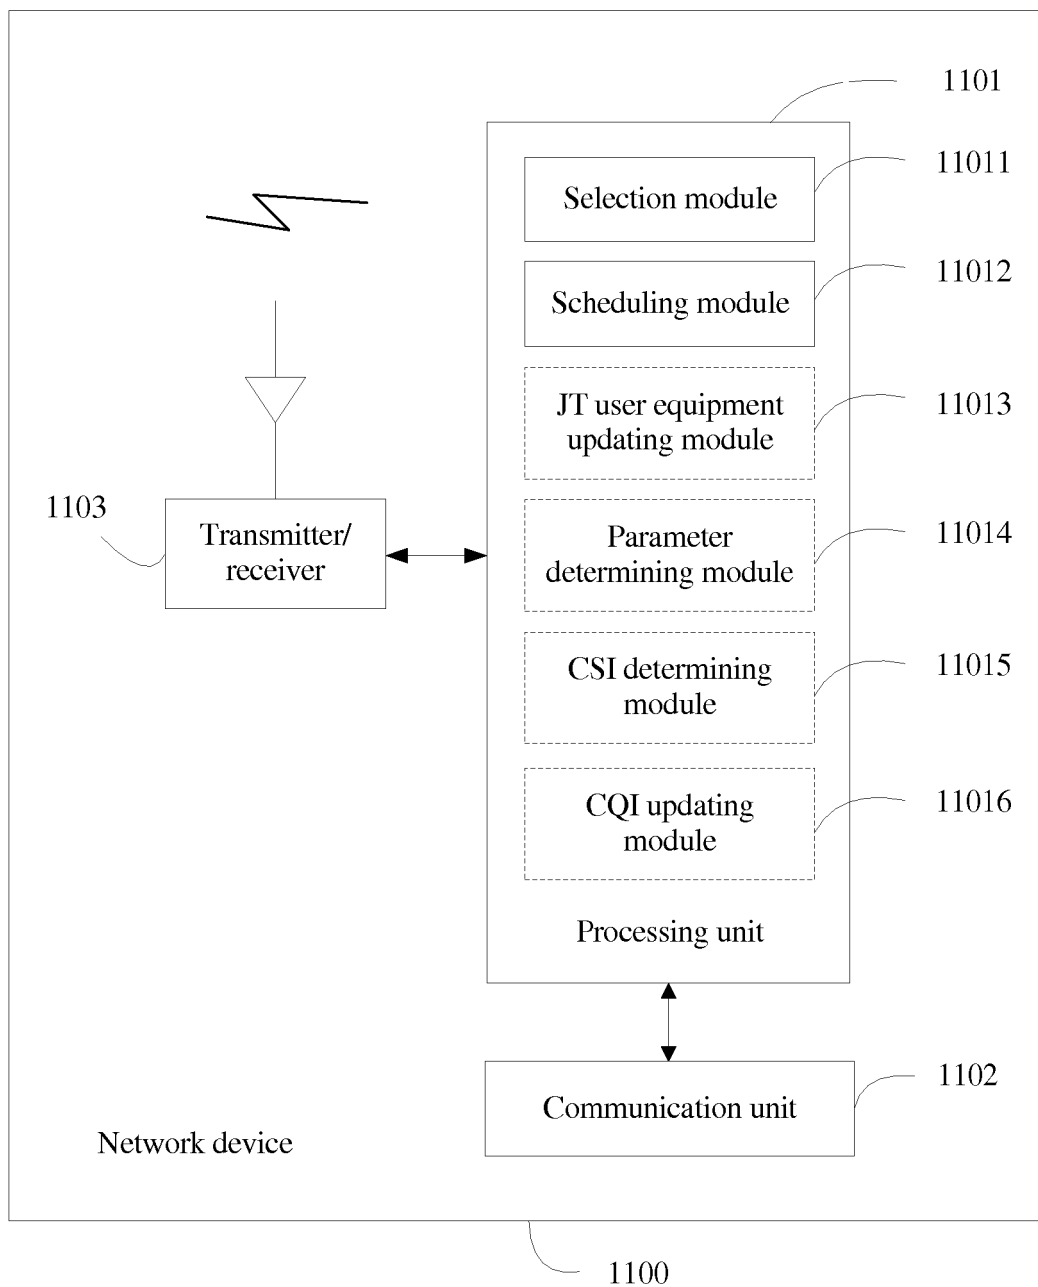 1101
Selection module
11011
Scheduling module
11012
JT user equipment
updating module
11013
1103
Transmitter/
receiver
Parameter
determining module
11014
CSI determining
module
11015
CQI updating
module
11016
Processing unit
Communication unit
1102
Network device
1100